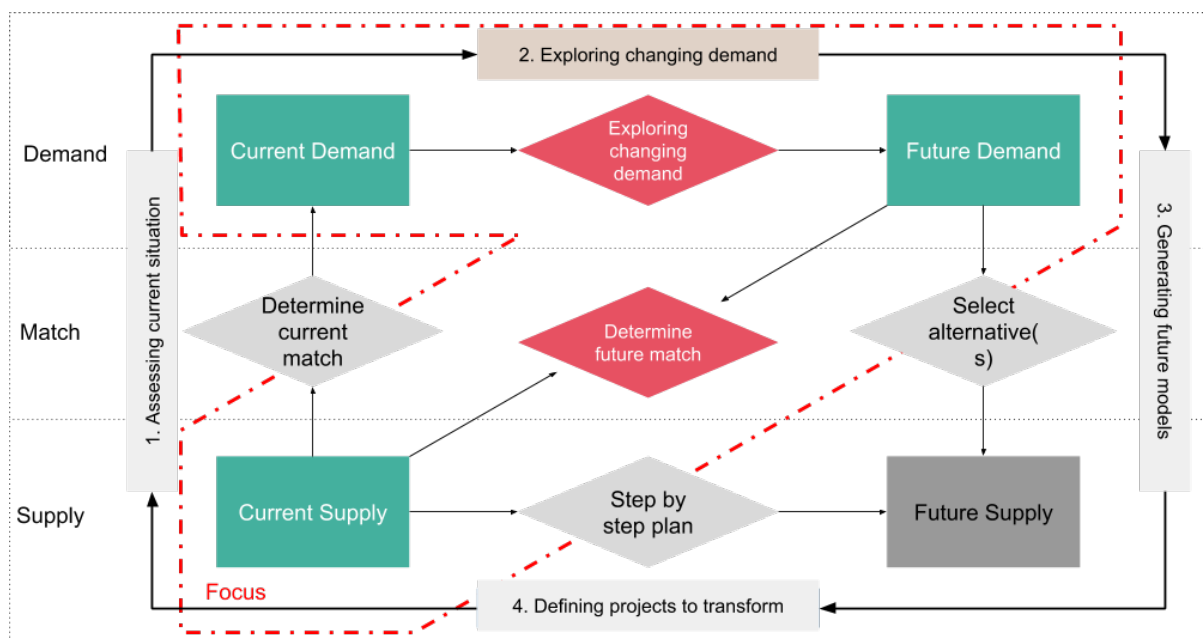 2. Exploring changing demand
Demand
Current Demand
Exploring
changing
demand
Future Demand
1. Assessing current situation
3. Generating future models
Match
Determine
current
match
Determine
future match
Select
alternative(
s)
Supply
Current Supply
Step by
step plan
Future Supply
Focus
4. Defining projects to transform